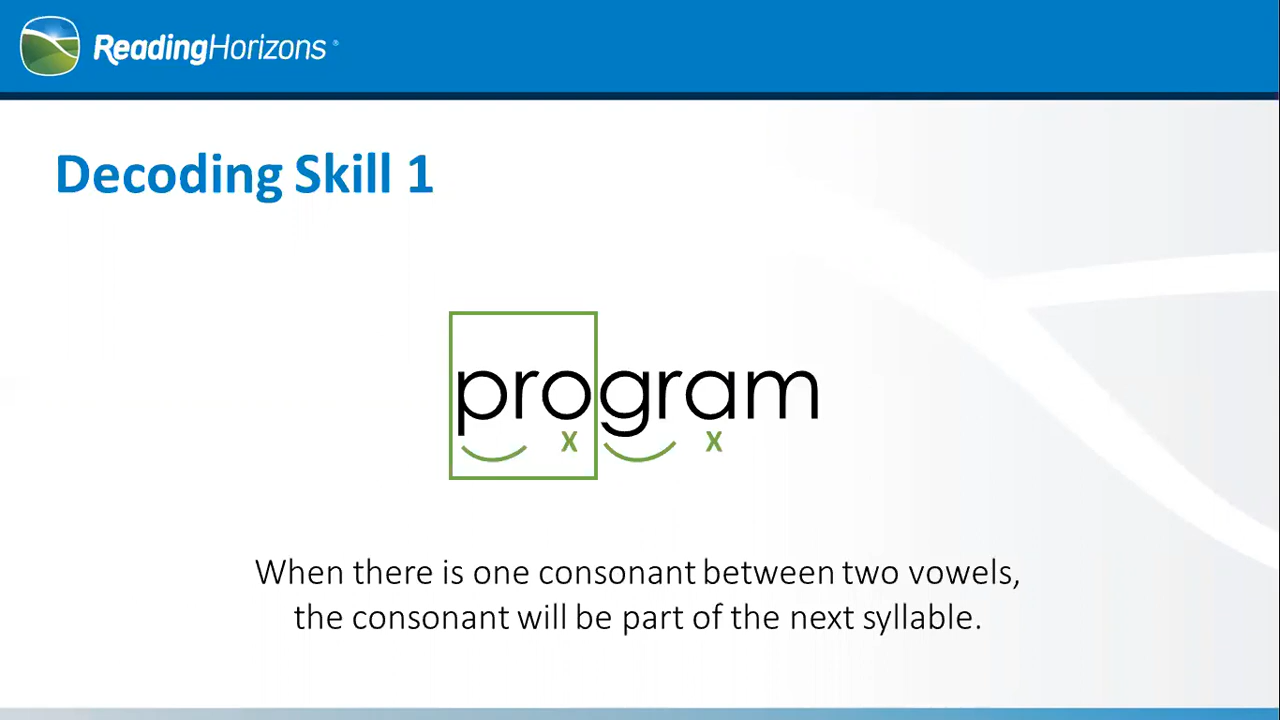 ReadingHorizons®
Decoding Skill 1
program
x x
When there is one consonant between two vowels,
the consonant will be part of the next syllable.